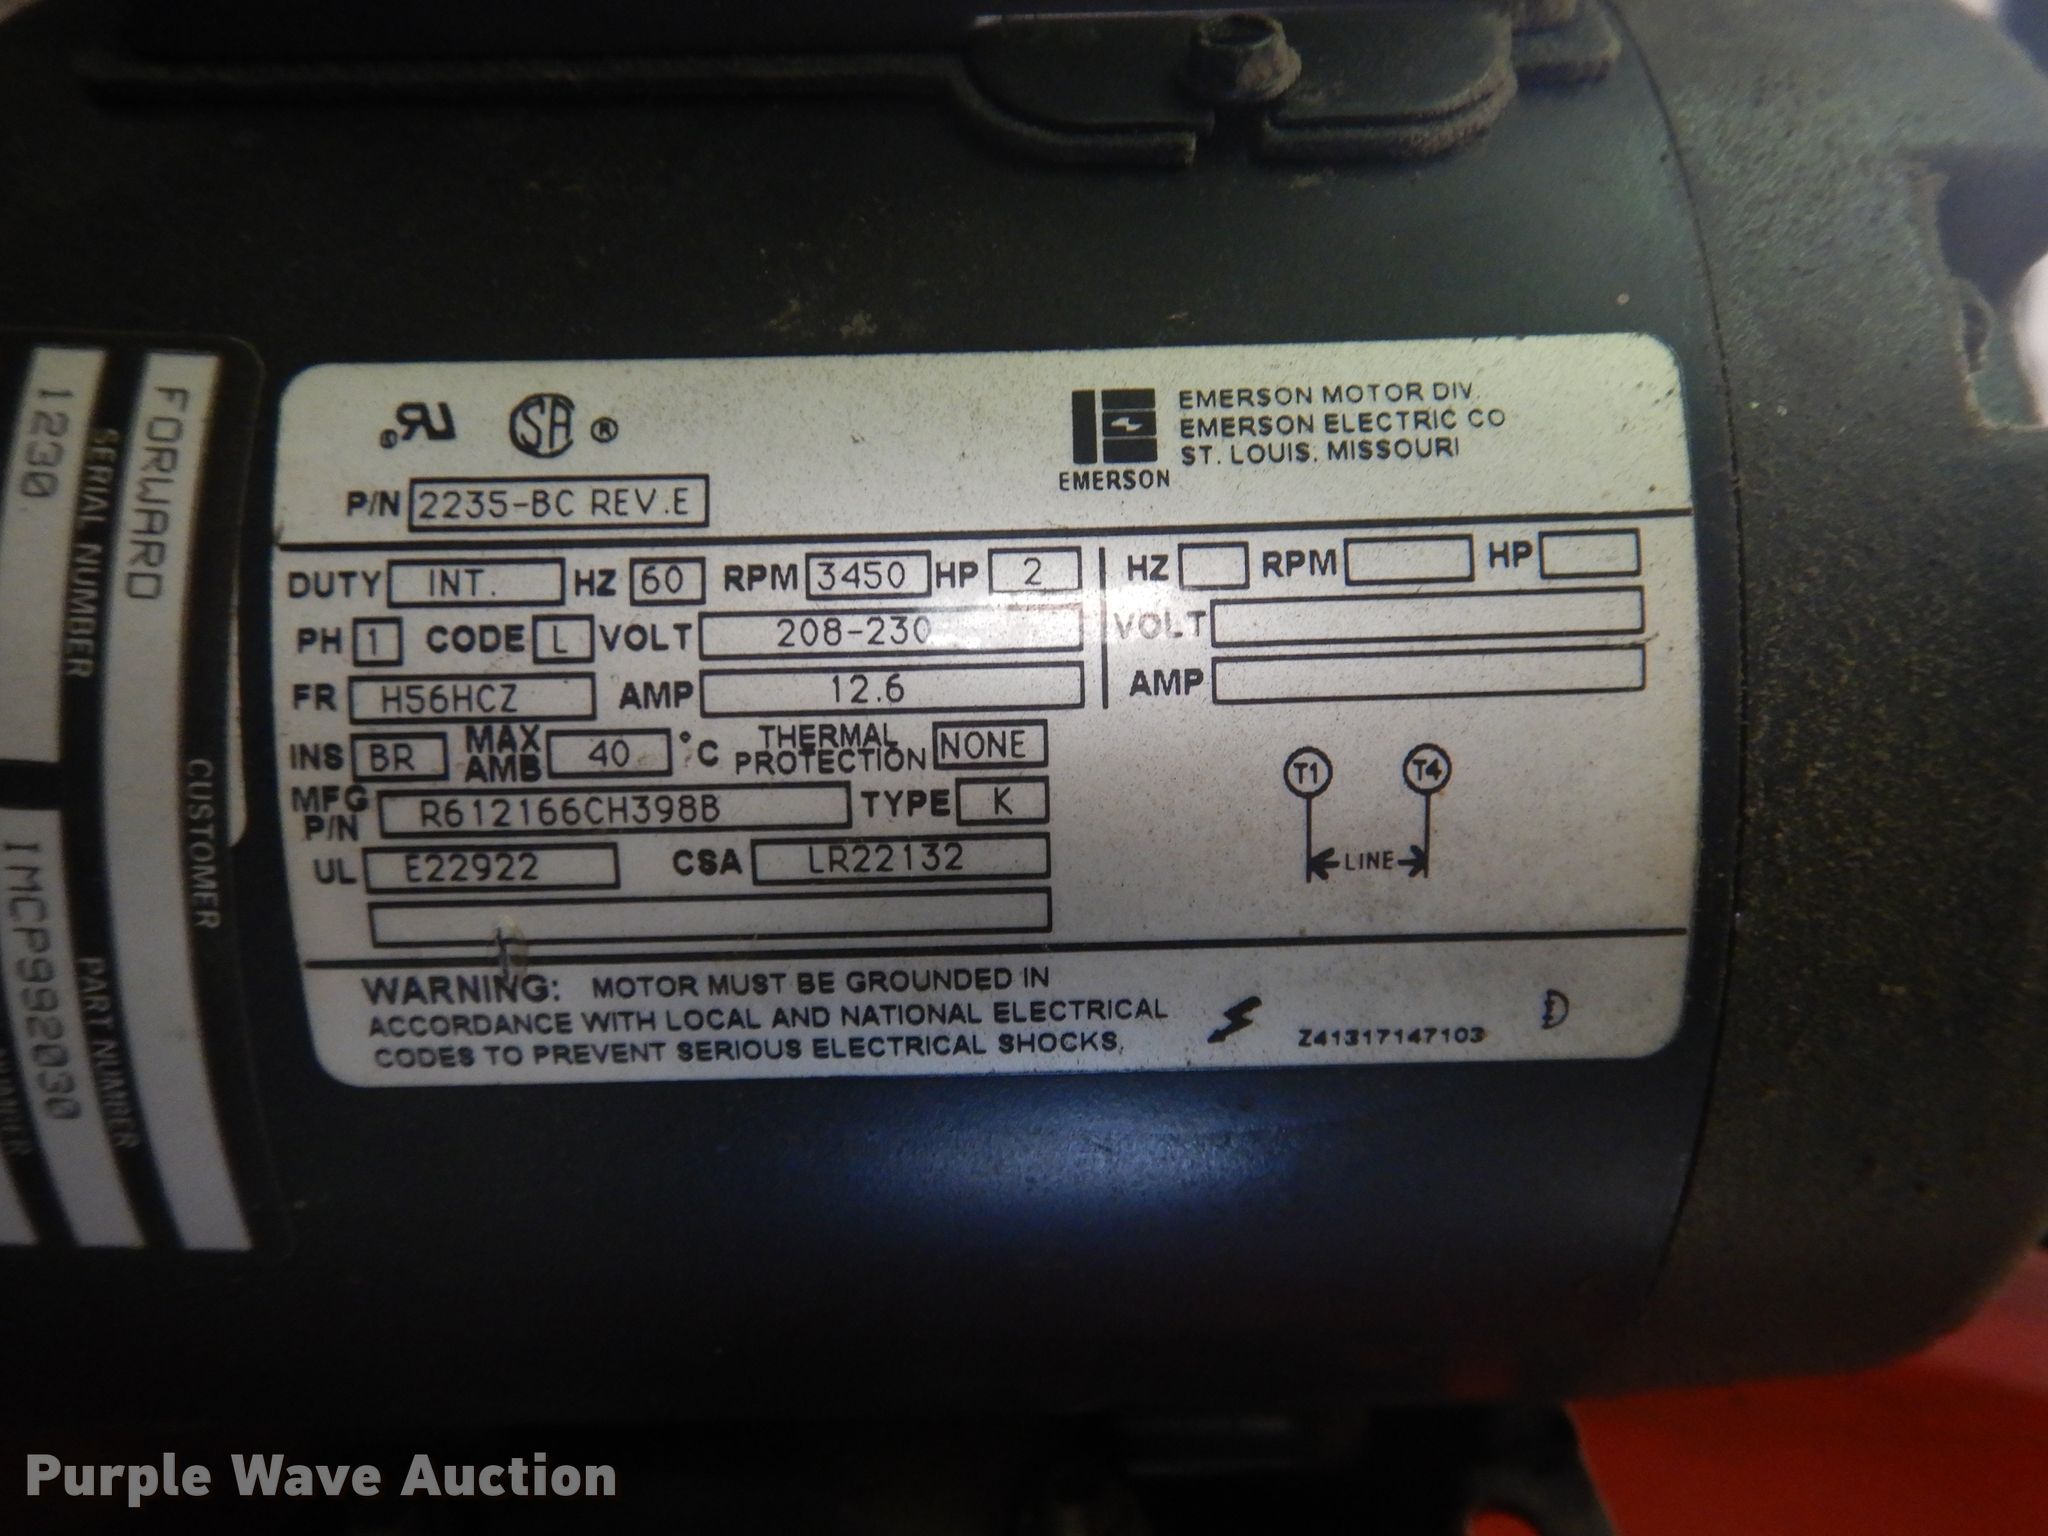 FORWARD
CUSTOMER
1230
SERIAL NUMBER
IMCP992030
PART NUMBER
RU ®
CSA ®
EMERSON
EMERSON MOTOR DIV.
EMERSON ELECTRIC CO
ST. LOUIS, MISSOURI
P/N 2235-BC REV.E
DUTY INT. HZ 60 RPM 3450 HP 2 HZ RPM HP
PH 1 CODE L VOLT 208-230 VOLT
FR H56HCZ AMP 12.6 AMP
INS BR MAX AMB 40 °C THERMAL PROTECTION NONE
MFG P/N R612166CH398B TYPE K
UL E22922 CSA LR22132
T1 T4
LINE
WARNING: MOTOR MUST BE GROUNDED IN
ACCORDANCE WITH LOCAL AND NATIONAL ELECTRICAL
CODES TO PREVENT SERIOUS ELECTRICAL SHOCKS.
Z41317147103
Purple Wave Auction